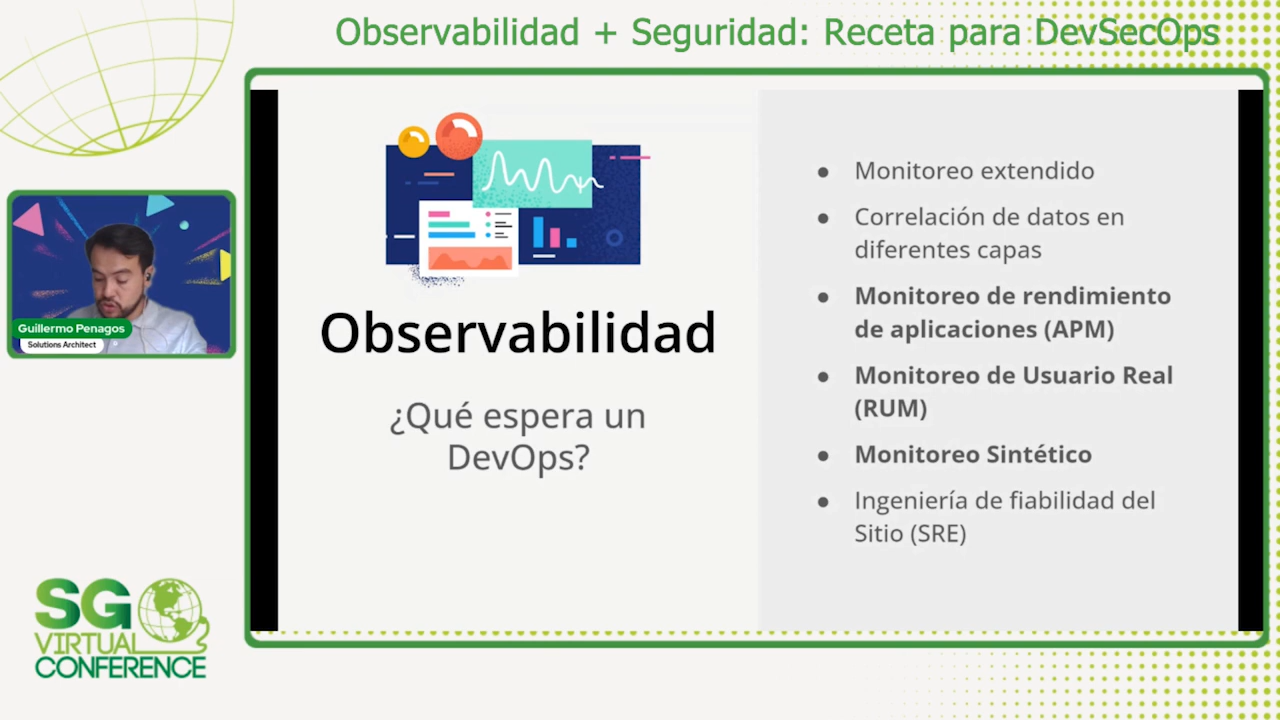 Observabilidad + Seguridad: Receta para DevSecOps
Guillermo Penagos
Solutions Architect
SG
VIRTUAL
CONFERENCE
Observabilidad
¿Qué espera un
DevOps?
● Monitoreo extendido
● Correlación de datos en
diferentes capas
● Monitoreo de rendimiento
de aplicaciones (APM)
● Monitoreo de Usuario Real
(RUM)
● Monitoreo Sintético
● Ingeniería de fiabilidad del
Sitio (SRE)